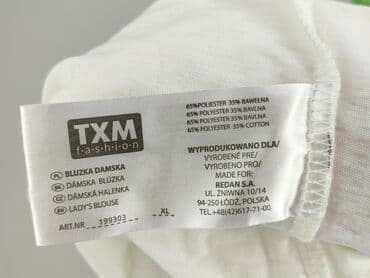 TXM
fashion
PL BLUZKA DAMSKA
SK DÁMSKA BLÚZKA
CZ DÁMSKÁ HALENKA
EN LADY'S BLOUSE
ART.NR 199303 XL
65%POLIESTER 35% BAWEŁNA
65% POLYESTER 35% BAVLNA
65% POLYESTER 35% BAVLNA
65% POLYESTER 35% COTTON
WYPRODUKOWANO DLA/
VYROBENÉ PRE/
VYROBENO PRO/
MADE FOR:
REDAN S.A.
UL. ŻNIWNA 10/14
94-250 ŁÓDŹ, POLSKA
TEL.+48(42)617-71-00